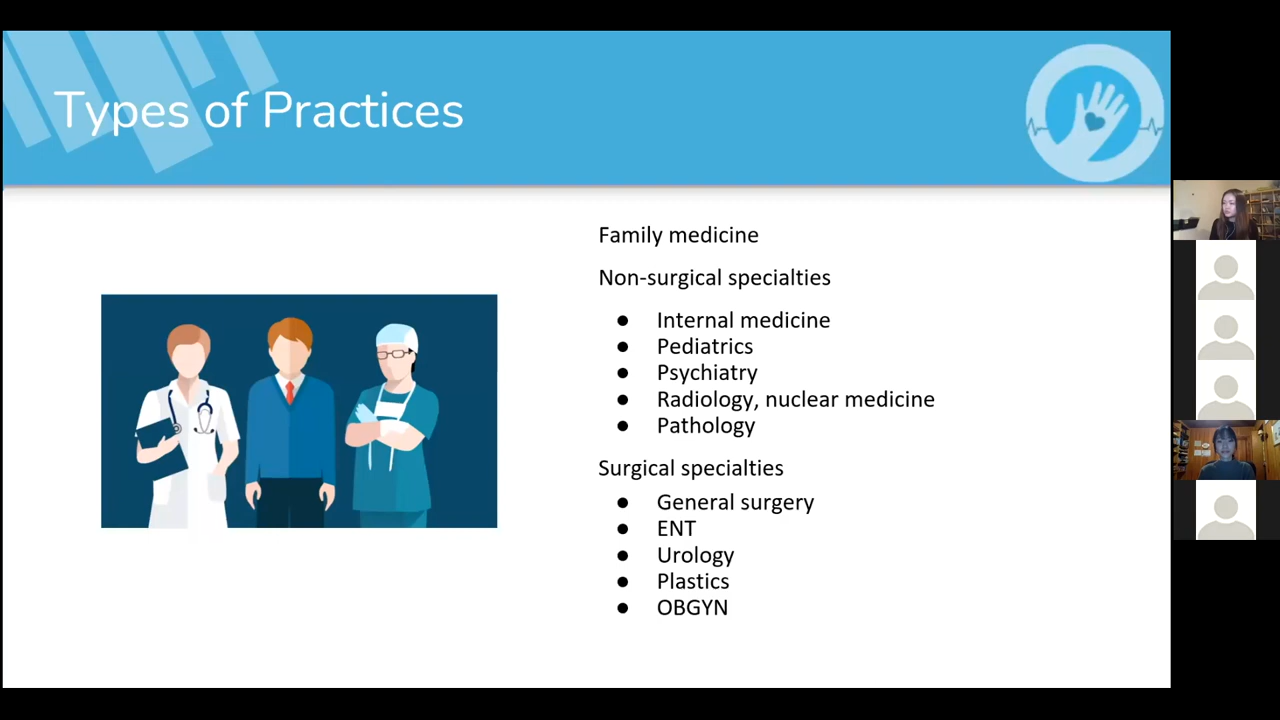 Types of Practices
Family medicine
Non-surgical specialties
● Internal medicine
● Pediatrics
● Psychiatry
● Radiology, nuclear medicine
● Pathology
Surgical specialties
● General surgery
● ENT
● Urology
● Plastics
● OBGYN